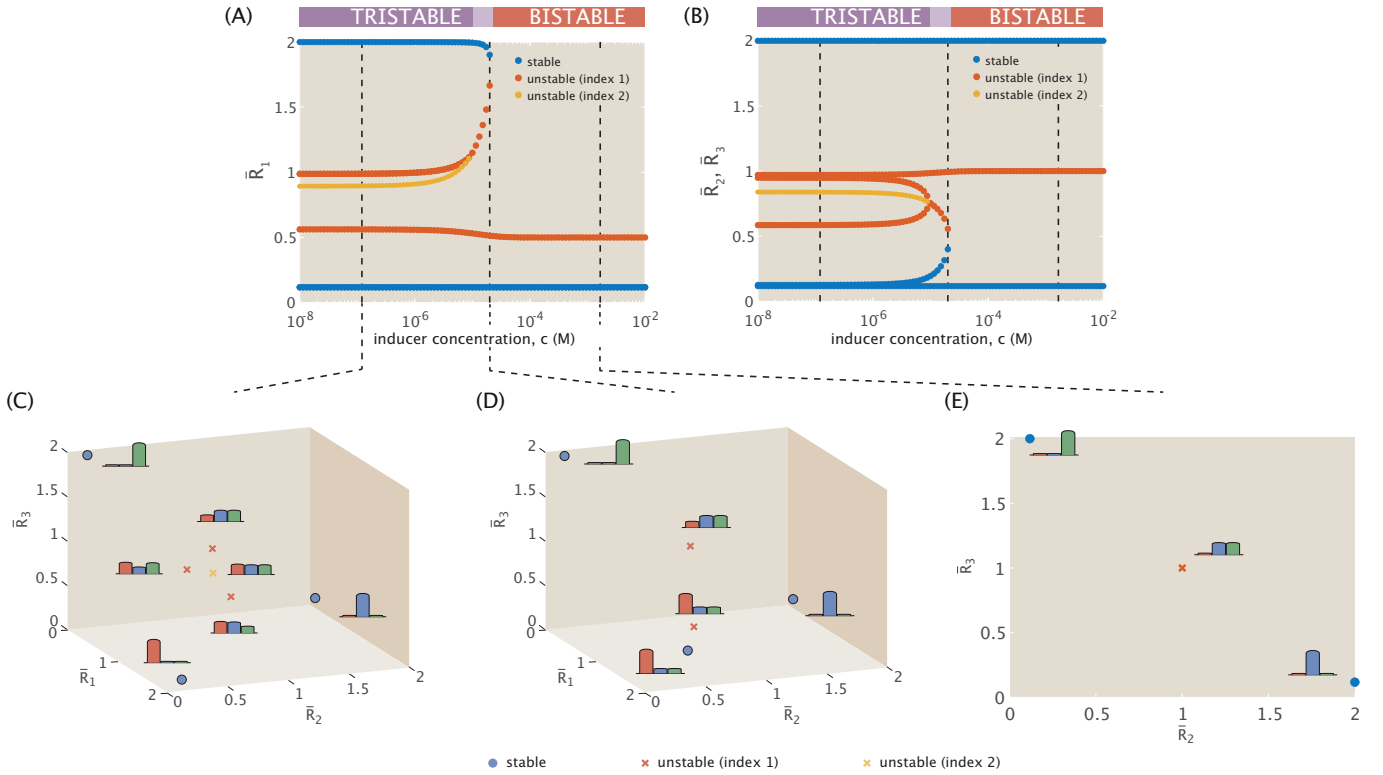 (A)
TRISTABLE BISTABLE
2
1.5
1
0.5
0
R̅₁
stable
unstable (index 1)
unstable (index 2)
10⁻⁸ 10⁻⁶ 10⁻⁴ 10⁻²
inducer concentration, c (M)
(B)
TRISTABLE BISTABLE
2
1.5
1
0.5
0
R̅₂, R̅₃
stable
unstable (index 1)
unstable (index 2)
10⁻⁸ 10⁻⁶ 10⁻⁴ 10⁻²
inducer concentration, c (M)
(C)
2
1.5
1
0.5
0
R̅₃
0
1
2
R̅₁
0
0.5
1
1.5
2
R̅₂
(D)
2
1.5
1
0.5
0
R̅₃
0
1
2
R̅₁
0
0.5
1
1.5
2
R̅₂
(E)
2
1.5
1
0.5
0
R̅₃
0 0.5 1 1.5 2
R̅₂
stable unstable (index 1) unstable (index 2)